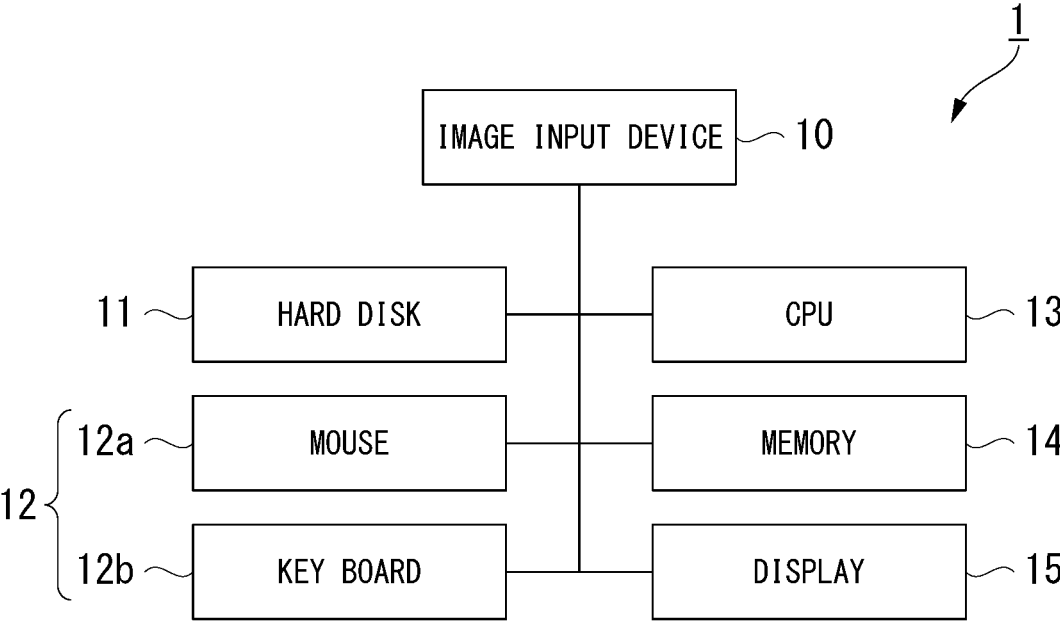 1
IMAGE INPUT DEVICE 10
11 HARD DISK CPU 13
12a MOUSE MEMORY 14
12
12b KEY BOARD DISPLAY 15